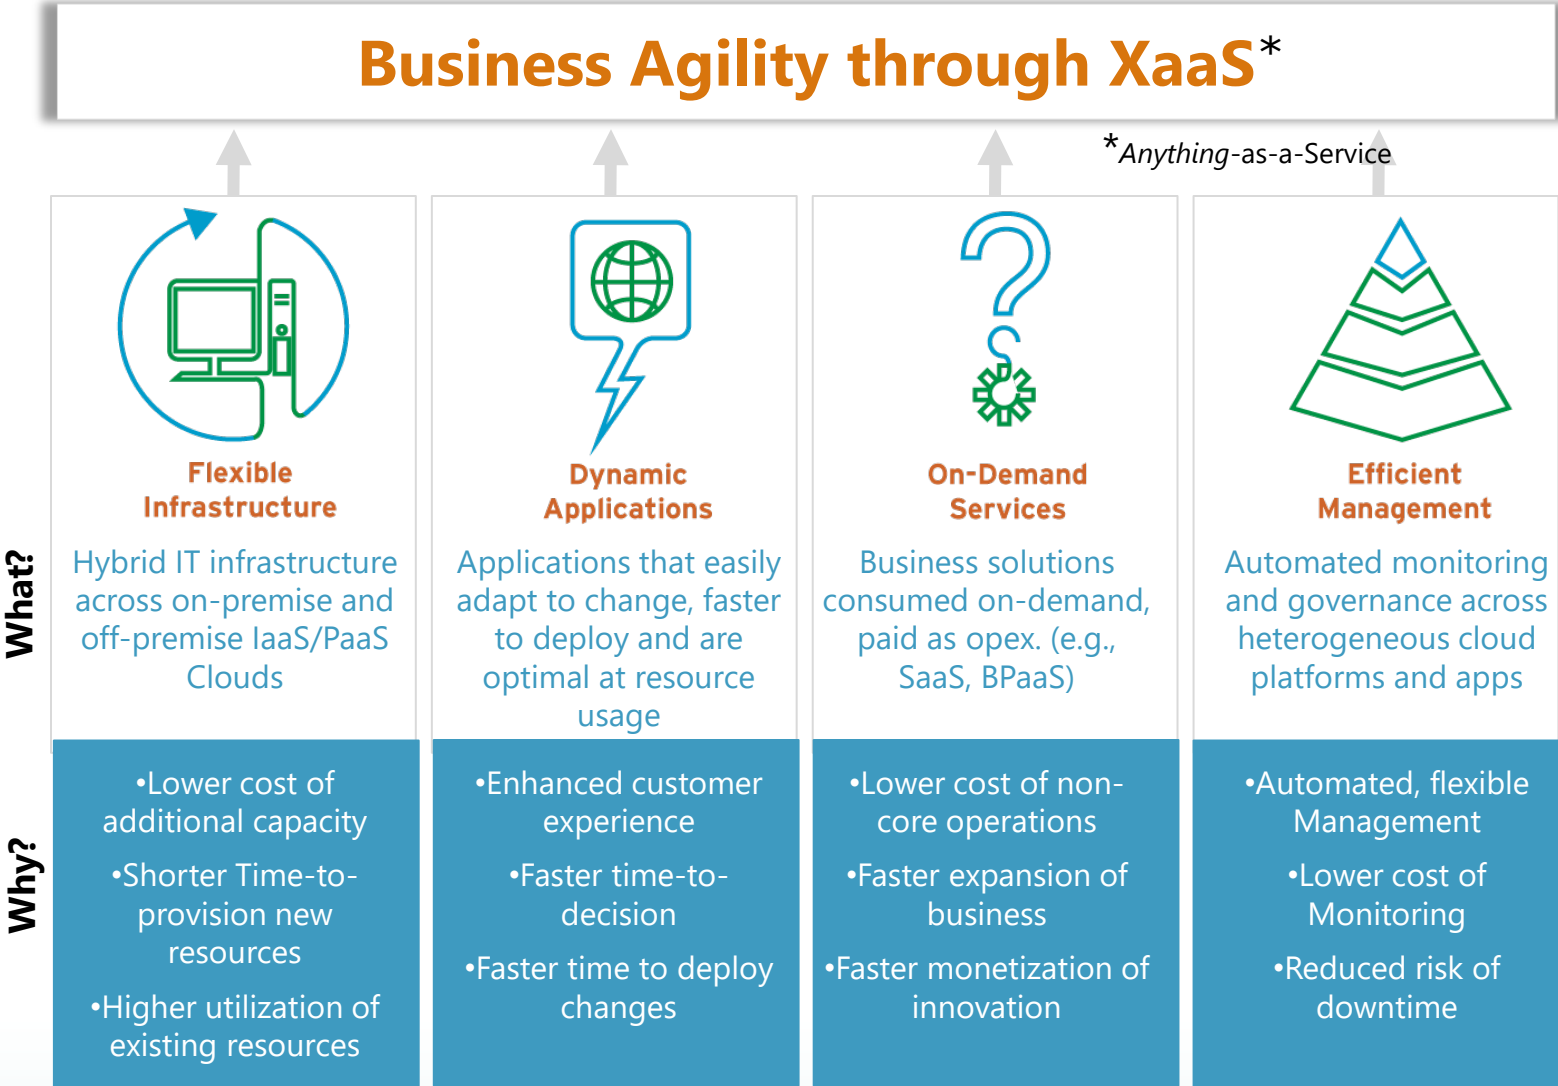 Business Agility through XaaS*
*Anything-as-a-Service
Flexible
Infrastructure
Dynamic
Applications
On-Demand
Services
Efficient
Management
What?
Hybrid IT infrastructure
across on-premise and
off-premise IaaS/PaaS
Clouds
Applications that easily
adapt to change, faster
to deploy and are
optimal at resource
usage
Business solutions
consumed on-demand,
paid as opex. (e.g.,
SaaS, BPaaS)
Automated monitoring
and governance across
heterogeneous cloud
platforms and apps
Why?
•Lower cost of
additional capacity
•Shorter Time-to-
provision new
resources
•Higher utilization of
existing resources
•Enhanced customer
experience
•Faster time-to-
decision
•Faster time to deploy
changes
•Lower cost of non-
core operations
•Faster expansion of
business
•Faster monetization of
innovation
•Automated, flexible
Management
•Lower cost of
Monitoring
•Reduced risk of
downtime